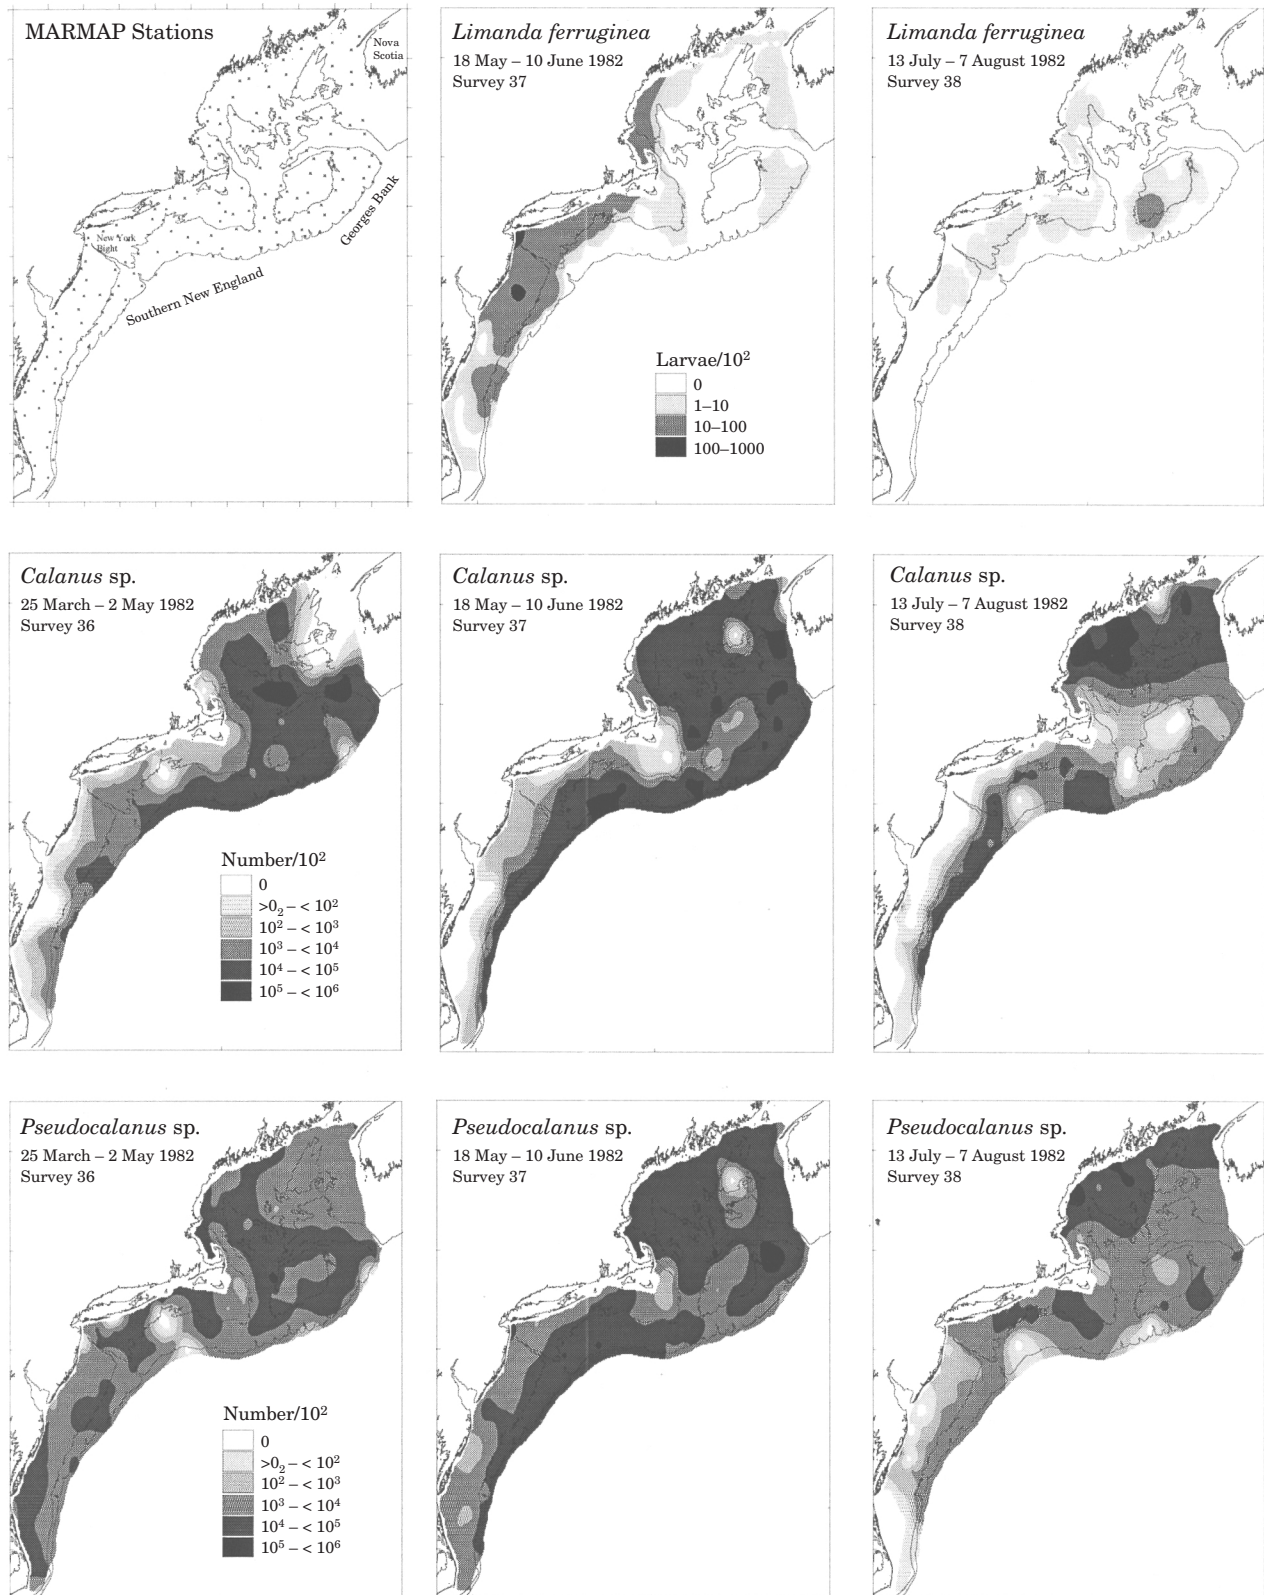 MARMAP Stations
Nova
Scotia
New York
Bight
Georges Bank
Southern New England
Limanda ferruginea
18 May – 10 June 1982
Survey 37
Larvae/10²
0
1–10
10–100
100–1000
Limanda ferruginea
13 July – 7 August 1982
Survey 38
Calanus sp.
25 March – 2 May 1982
Survey 36
Number/10²
0
>0₂ – < 10²
10² – < 10³
10³ – < 10⁴
10⁴ – < 10⁵
10⁵ – < 10⁶
Calanus sp.
18 May – 10 June 1982
Survey 37
Calanus sp.
13 July – 7 August 1982
Survey 38
Pseudocalanus sp.
25 March – 2 May 1982
Survey 36
Number/10²
0
>0₂ – < 10²
10² – < 10³
10³ – < 10⁴
10⁴ – < 10⁵
10⁵ – < 10⁶
Pseudocalanus sp.
18 May – 10 June 1982
Survey 37
Pseudocalanus sp.
13 July – 7 August 1982
Survey 38